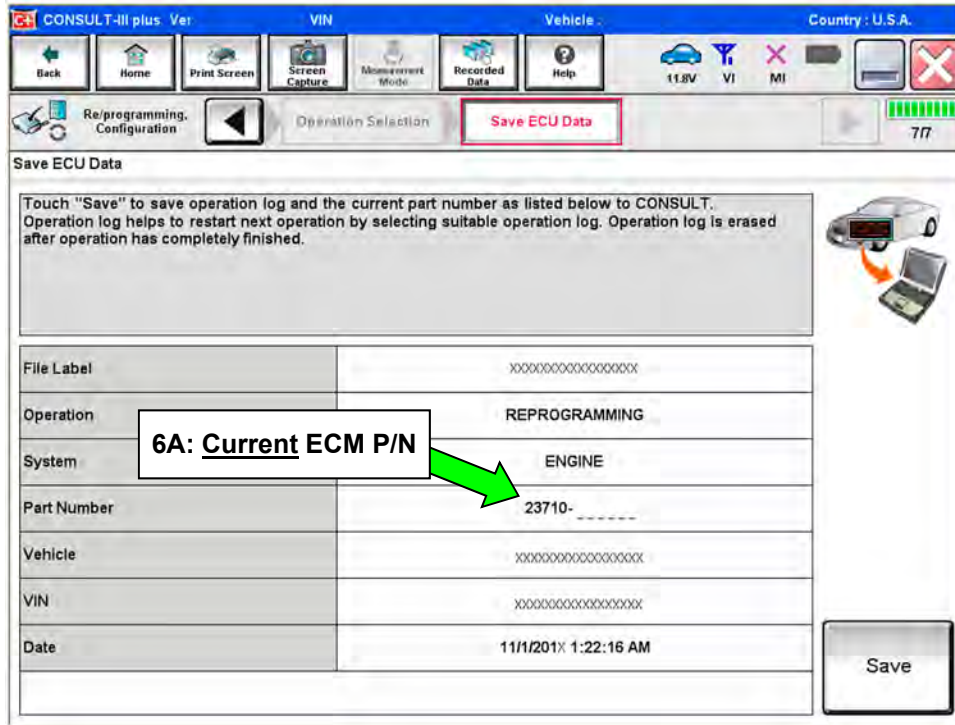 C+ CONSULT-III plus Ver VIN Vehicle : Country : U.S.A.
Back Home Print Screen Screen Capture Measurement Mode Recorded Data Help 11.8V VI MI
Re/programming, Configuration Operation Selection Save ECU Data 7/7
Save ECU Data
Touch "Save" to save operation log and the current part number as listed below to CONSULT.
Operation log helps to restart next operation by selecting suitable operation log. Operation log is erased
after operation has completely finished.
File Label XXXXXXXXXXXXXXXXX
Operation REPROGRAMMING
6A: Current ECM P/N
System ENGINE
Part Number 23710-______
Vehicle XXXXXXXXXXXXXXXXX
VIN XXXXXXXXXXXXXXXXX
Date 11/1/201X 1:22:16 AM
Save